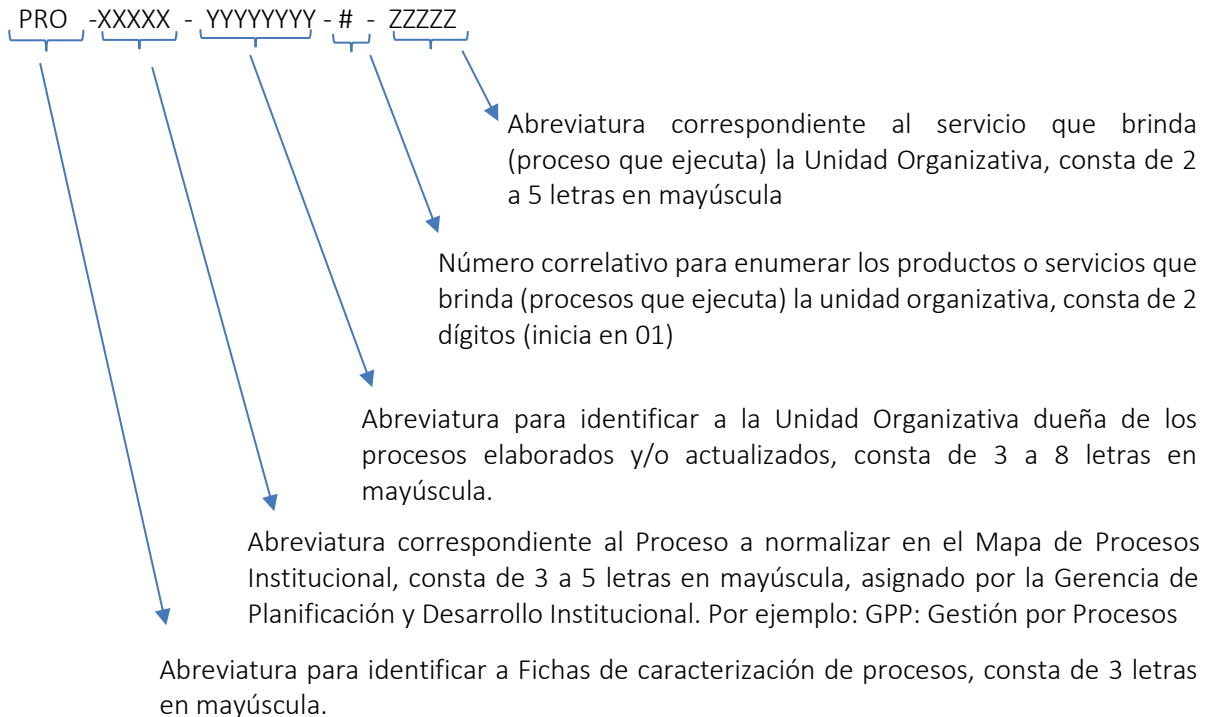 PRO -XXXXX - YYYYYYYY - # - ZZZZZ
Abreviatura correspondiente al servicio que brinda
(proceso que ejecuta) la Unidad Organizativa, consta de 2
a 5 letras en mayúscula
Número correlativo para enumerar los productos o servicios que
brinda (procesos que ejecuta) la unidad organizativa, consta de 2
dígitos (inicia en 01)
Abreviatura para identificar a la Unidad Organizativa dueña de los
procesos elaborados y/o actualizados, consta de 3 a 8 letras en
mayúscula.
Abreviatura correspondiente al Proceso a normalizar en el Mapa de Procesos
Institucional, consta de 3 a 5 letras en mayúscula, asignado por la Gerencia de
Planificación y Desarrollo Institucional. Por ejemplo: GPP: Gestión por Procesos
Abreviatura para identificar a Fichas de caracterización de procesos, consta de 3 letras
en mayúscula.